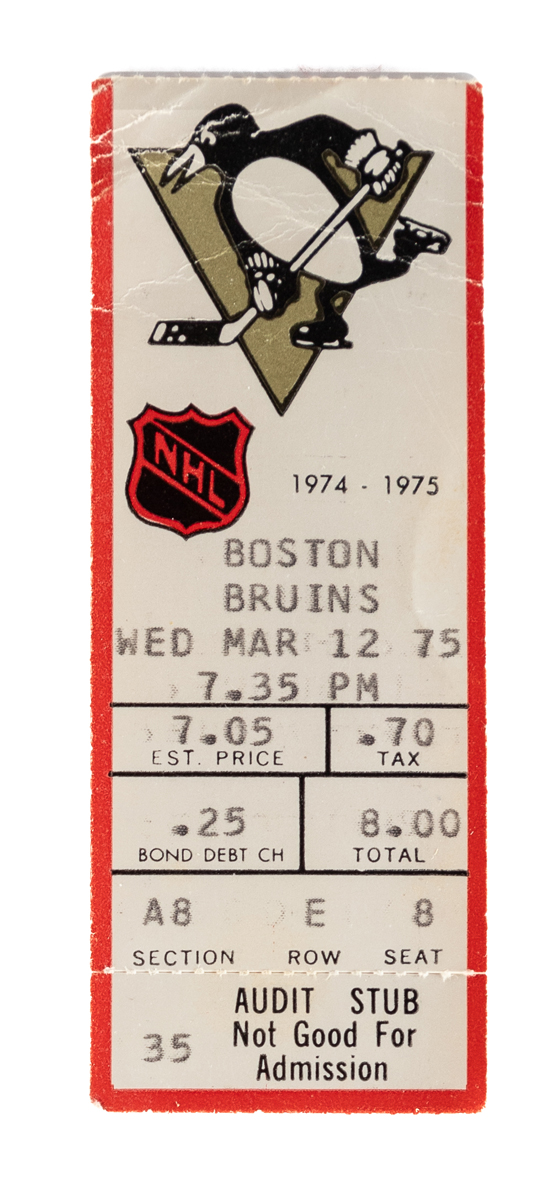 NHL
1974 - 1975
BOSTON
BRUINS
WED MAR 12 75
7.35 PM
7.05 .70
EST. PRICE TAX
.25 8.00
BOND DEBT CH TOTAL
A8 E 8
SECTION ROW SEAT
AUDIT STUB
Not Good For
35 Admission